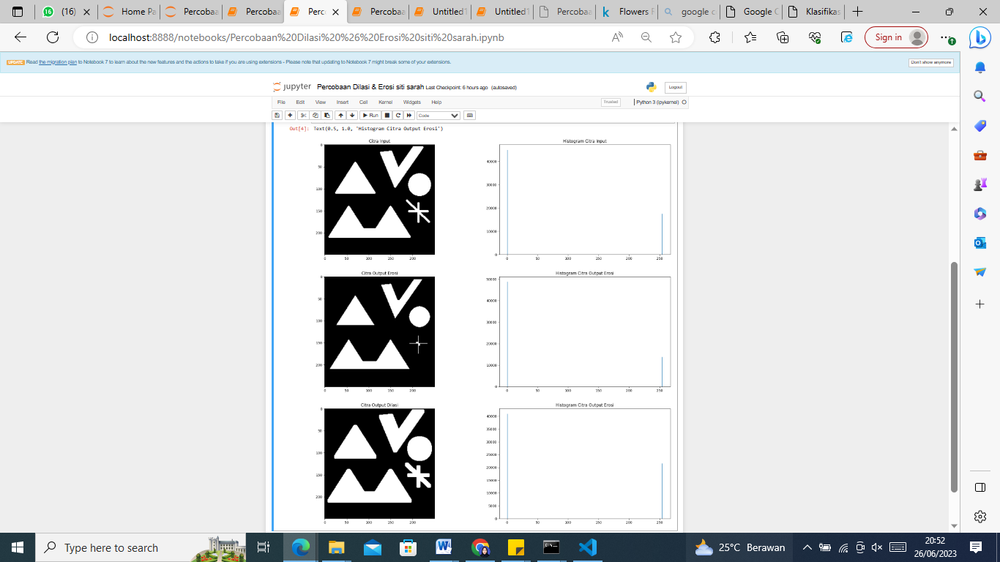 (16)
Home Pa
Percobaa
Percobaa
Perc
Percobaa
Untitled1
Untitled1
Percobaa
Flowers F
google c
Google C
Klasifikas
localhost:8888/notebooks/Percobaan%20Dilasi%20%26%20Erosi%20siti%20sarah.ipynb
Sign in
UPDATE Read the migration plan to Notebook 7 to learn about the new features and the actions to take if you are using extensions - Please note that updating to Notebook 7 might break some of your extensions.
Don't show anymore
jupyter Percobaan Dilasi & Erosi siti sarah Last Checkpoint: 6 hours ago (autosaved)
Logout
File Edit View Insert Cell Kernel Widgets Help
Trusted
Python 3 (ipykernel)
Run
Code
Out[4]: Text(0.5, 1.0, 'Histogram Citra Output Erosi')
Citra Input
0
50
100
150
200
0 50 100 150 200
Histogram Citra Input
40000
30000
20000
10000
0
0 50 100 150 200 250
Citra Output Erosi
0
50
100
150
200
0 50 100 150 200
Histogram Citra Output Erosi
50000
40000
30000
20000
10000
0
0 50 100 150 200 250
Citra Output Dilasi
0
50
100
150
200
0 50 100 150 200
Histogram Citra Output Erosi
40000
35000
30000
25000
20000
15000
10000
5000
0
0 50 100 150 200 250
Type here to search
25°C Berawan
20:52
26/06/2023